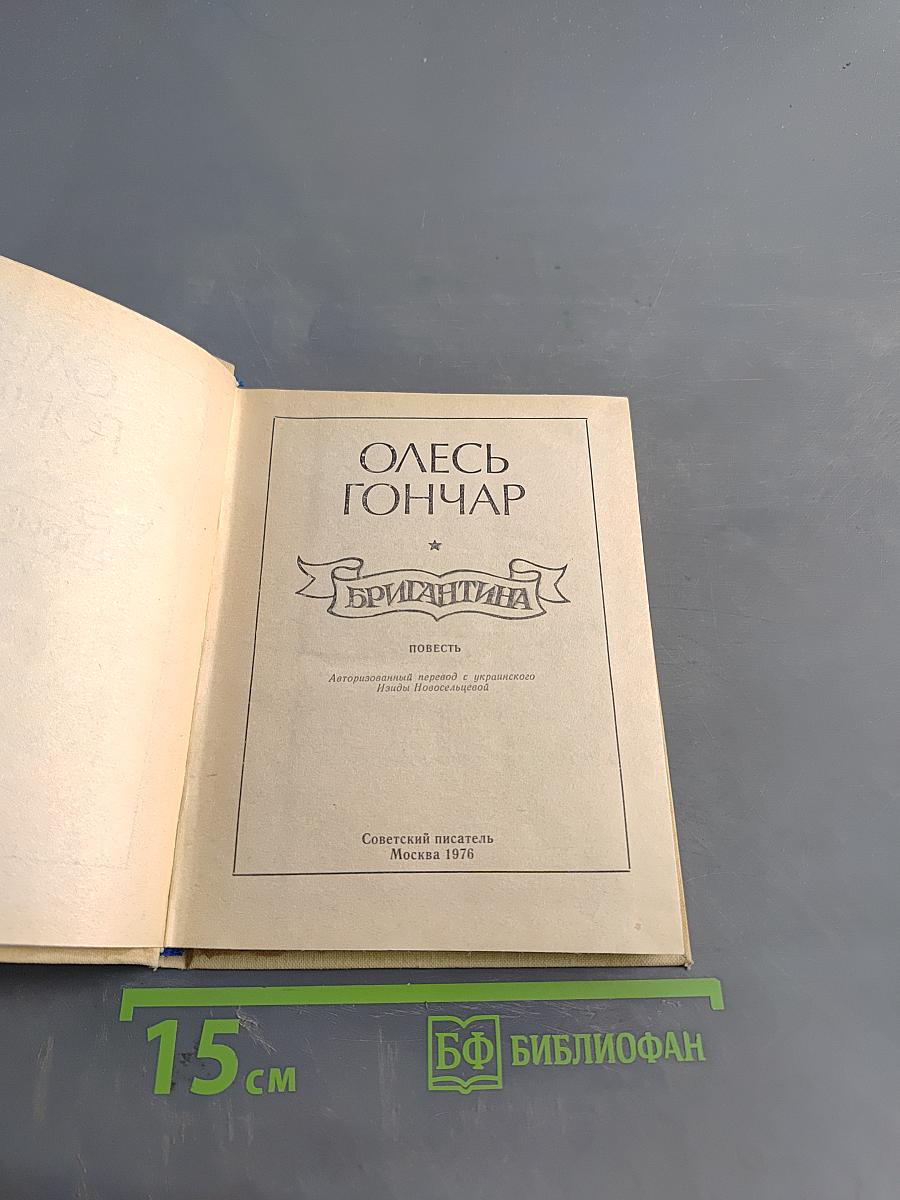 ОЛЕСЬ
ГОНЧАР
БРИГАНТИНА
ПОВЕСТЬ
Авторизованный перевод с украинского
Изиды Новосельцевой
Советский писатель
Москва 1976
15 см
БФ БИБЛИОФАН